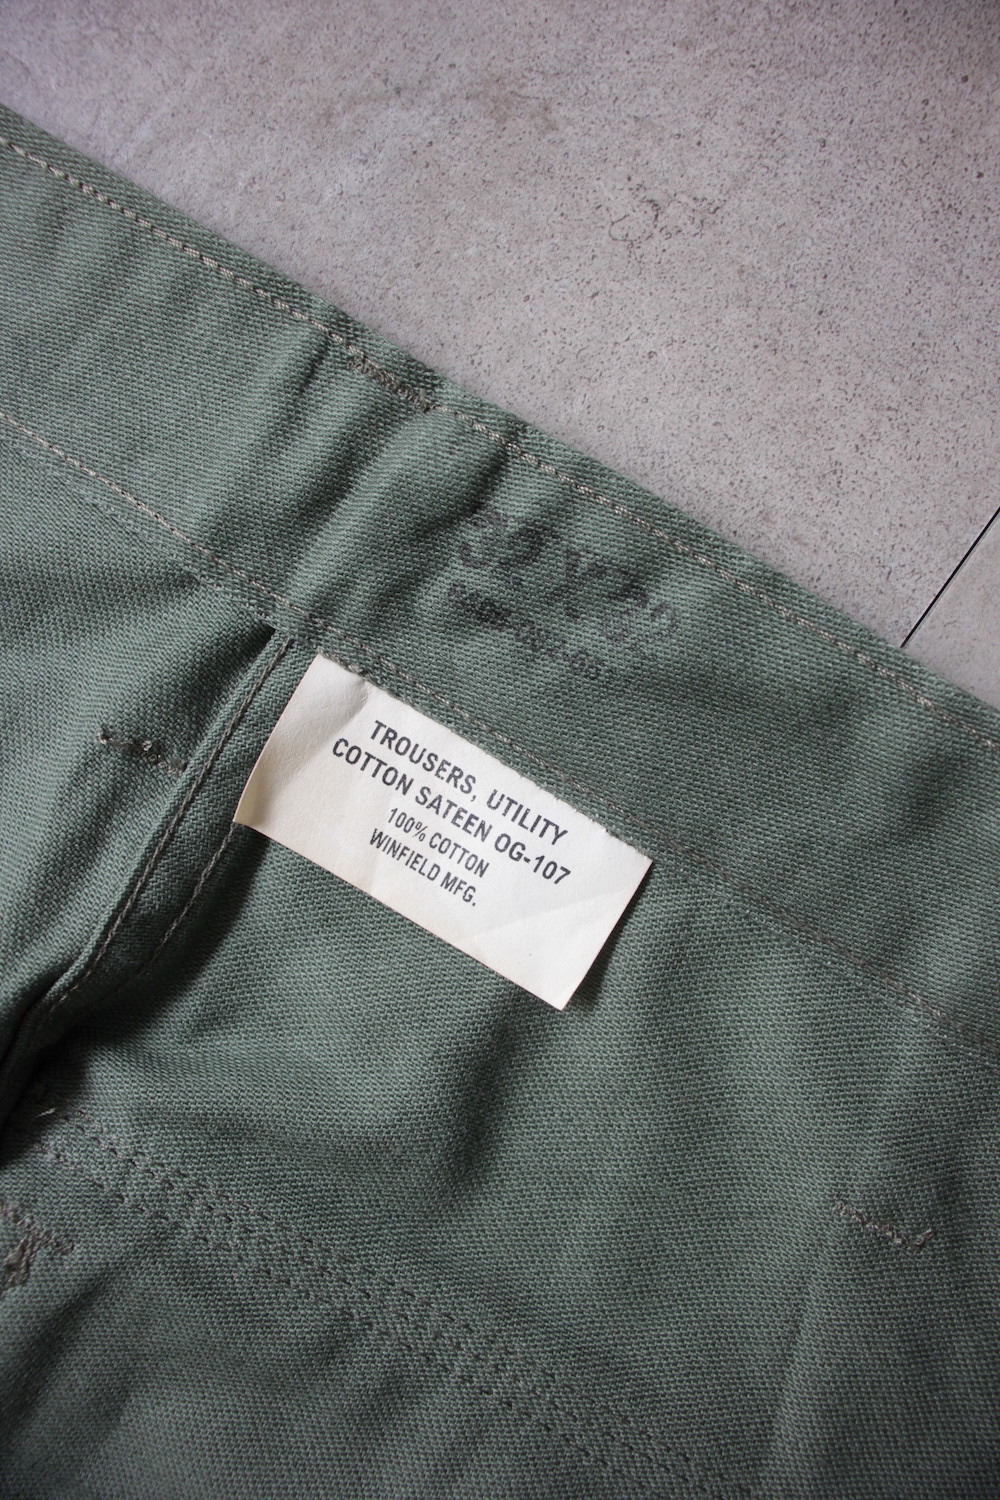 TROUSERS, UTILITY
COTTON SATEEN OG-107
100% COTTON
WINFIELD MFG.